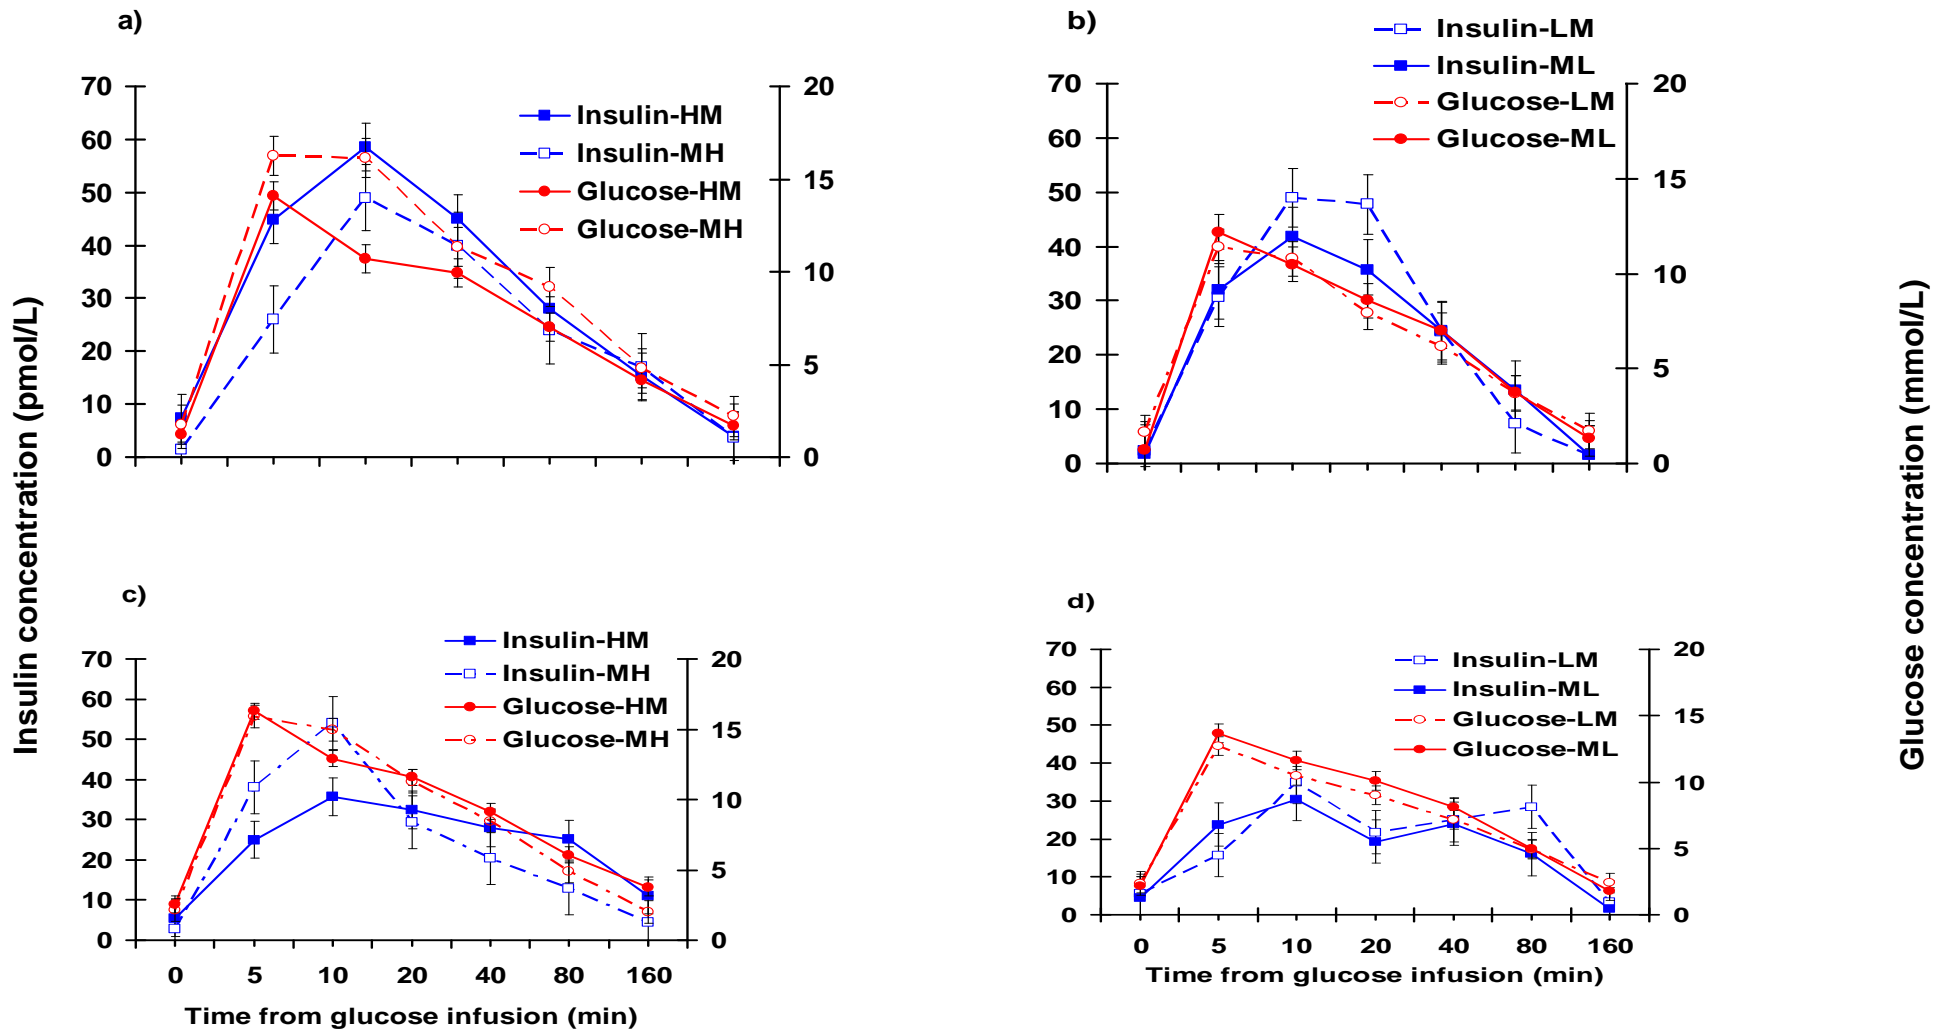 a)
70
60
50
40
30
20
10
0
20
15
10
5
0
Insulin-HM
Insulin-MH
Glucose-HM
Glucose-MH
b)
70
60
50
40
30
20
10
0
20
15
10
5
0
Insulin-LM
Insulin-ML
Glucose-LM
Glucose-ML
Insulin concentration (pmol/L)
Glucose concentration (mmol/L)
c)
70
60
50
40
30
20
10
0
20
15
10
5
0
Insulin-HM
Insulin-MH
Glucose-HM
Glucose-MH
0 5 10 20 40 80 160
Time from glucose infusion (min)
d)
70
60
50
40
30
20
10
0
20
15
10
5
0
Insulin-LM
Insulin-ML
Glucose-LM
Glucose-ML
0 5 10 20 40 80 160
Time from glucose infusion (min)